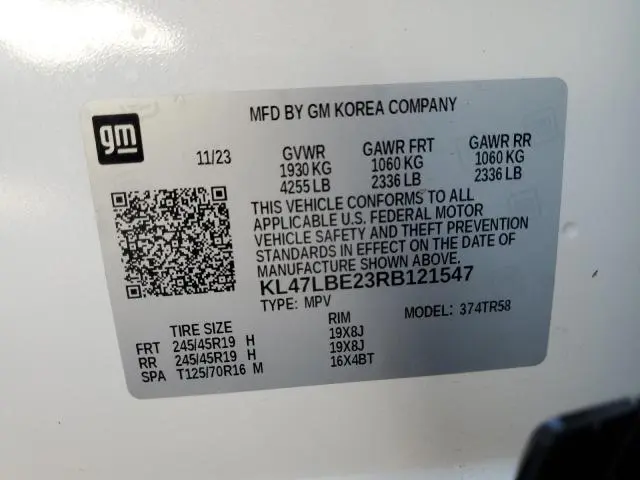 MFD BY GM KOREA COMPANY
gm
11/23
GVWR GAWR FRT GAWR RR
1930 KG 1060 KG 1060 KG
4255 LB 2336 LB 2336 LB
THIS VEHICLE CONFORMS TO ALL
APPLICABLE U.S. FEDERAL MOTOR
VEHICLE SAFETY AND THEFT PREVENTION
STANDARDS IN EFFECT ON THE DATE OF
MANUFACTURE SHOWN ABOVE.
KL47LBE23RB121547
TYPE: MPV MODEL: 374TR58
TIRE SIZE RIM
FRT 245/45R19 H 19X8J
RR 245/45R19 H 19X8J
SPA T125/70R16 M 16X4BT